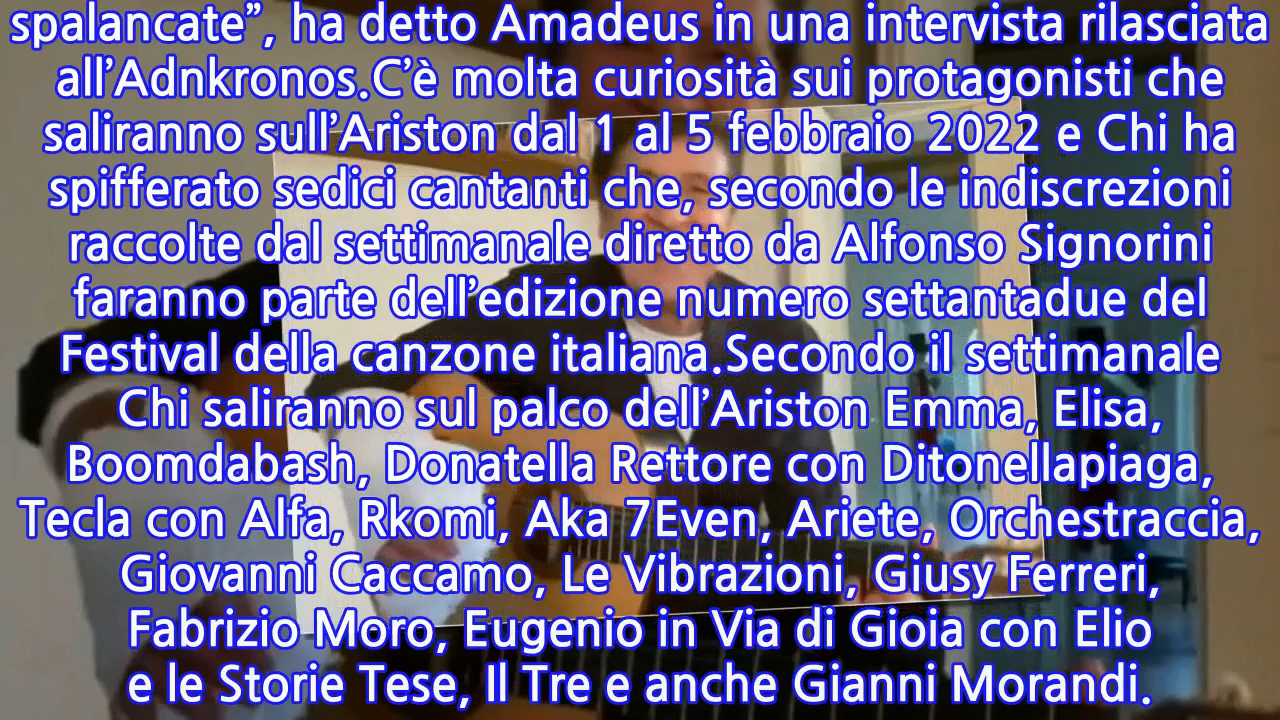 spalancate”, ha detto Amadeus in una intervista rilasciata
all’Adnkronos.C’è molta curiosità sui protagonisti che
saliranno sull’Ariston dal 1 al 5 febbraio 2022 e Chi ha
spifferato sedici cantanti che, secondo le indiscrezioni
raccolte dal settimanale diretto da Alfonso Signorini
faranno parte dell’edizione numero settantadue del
Festival della canzone italiana.Secondo il settimanale
Chi saliranno sul palco dell’Ariston Emma, Elisa,
Boomdabash, Donatella Rettore con Ditonellapiaga,
Tecla con Alfa, Rkomi, Aka 7Even, Ariete, Orchestraccia,
Giovanni Caccamo, Le Vibrazioni, Giusy Ferreri,
Fabrizio Moro, Eugenio in Via di Gioia con Elio
e le Storie Tese, Il Tre e anche Gianni Morandi.